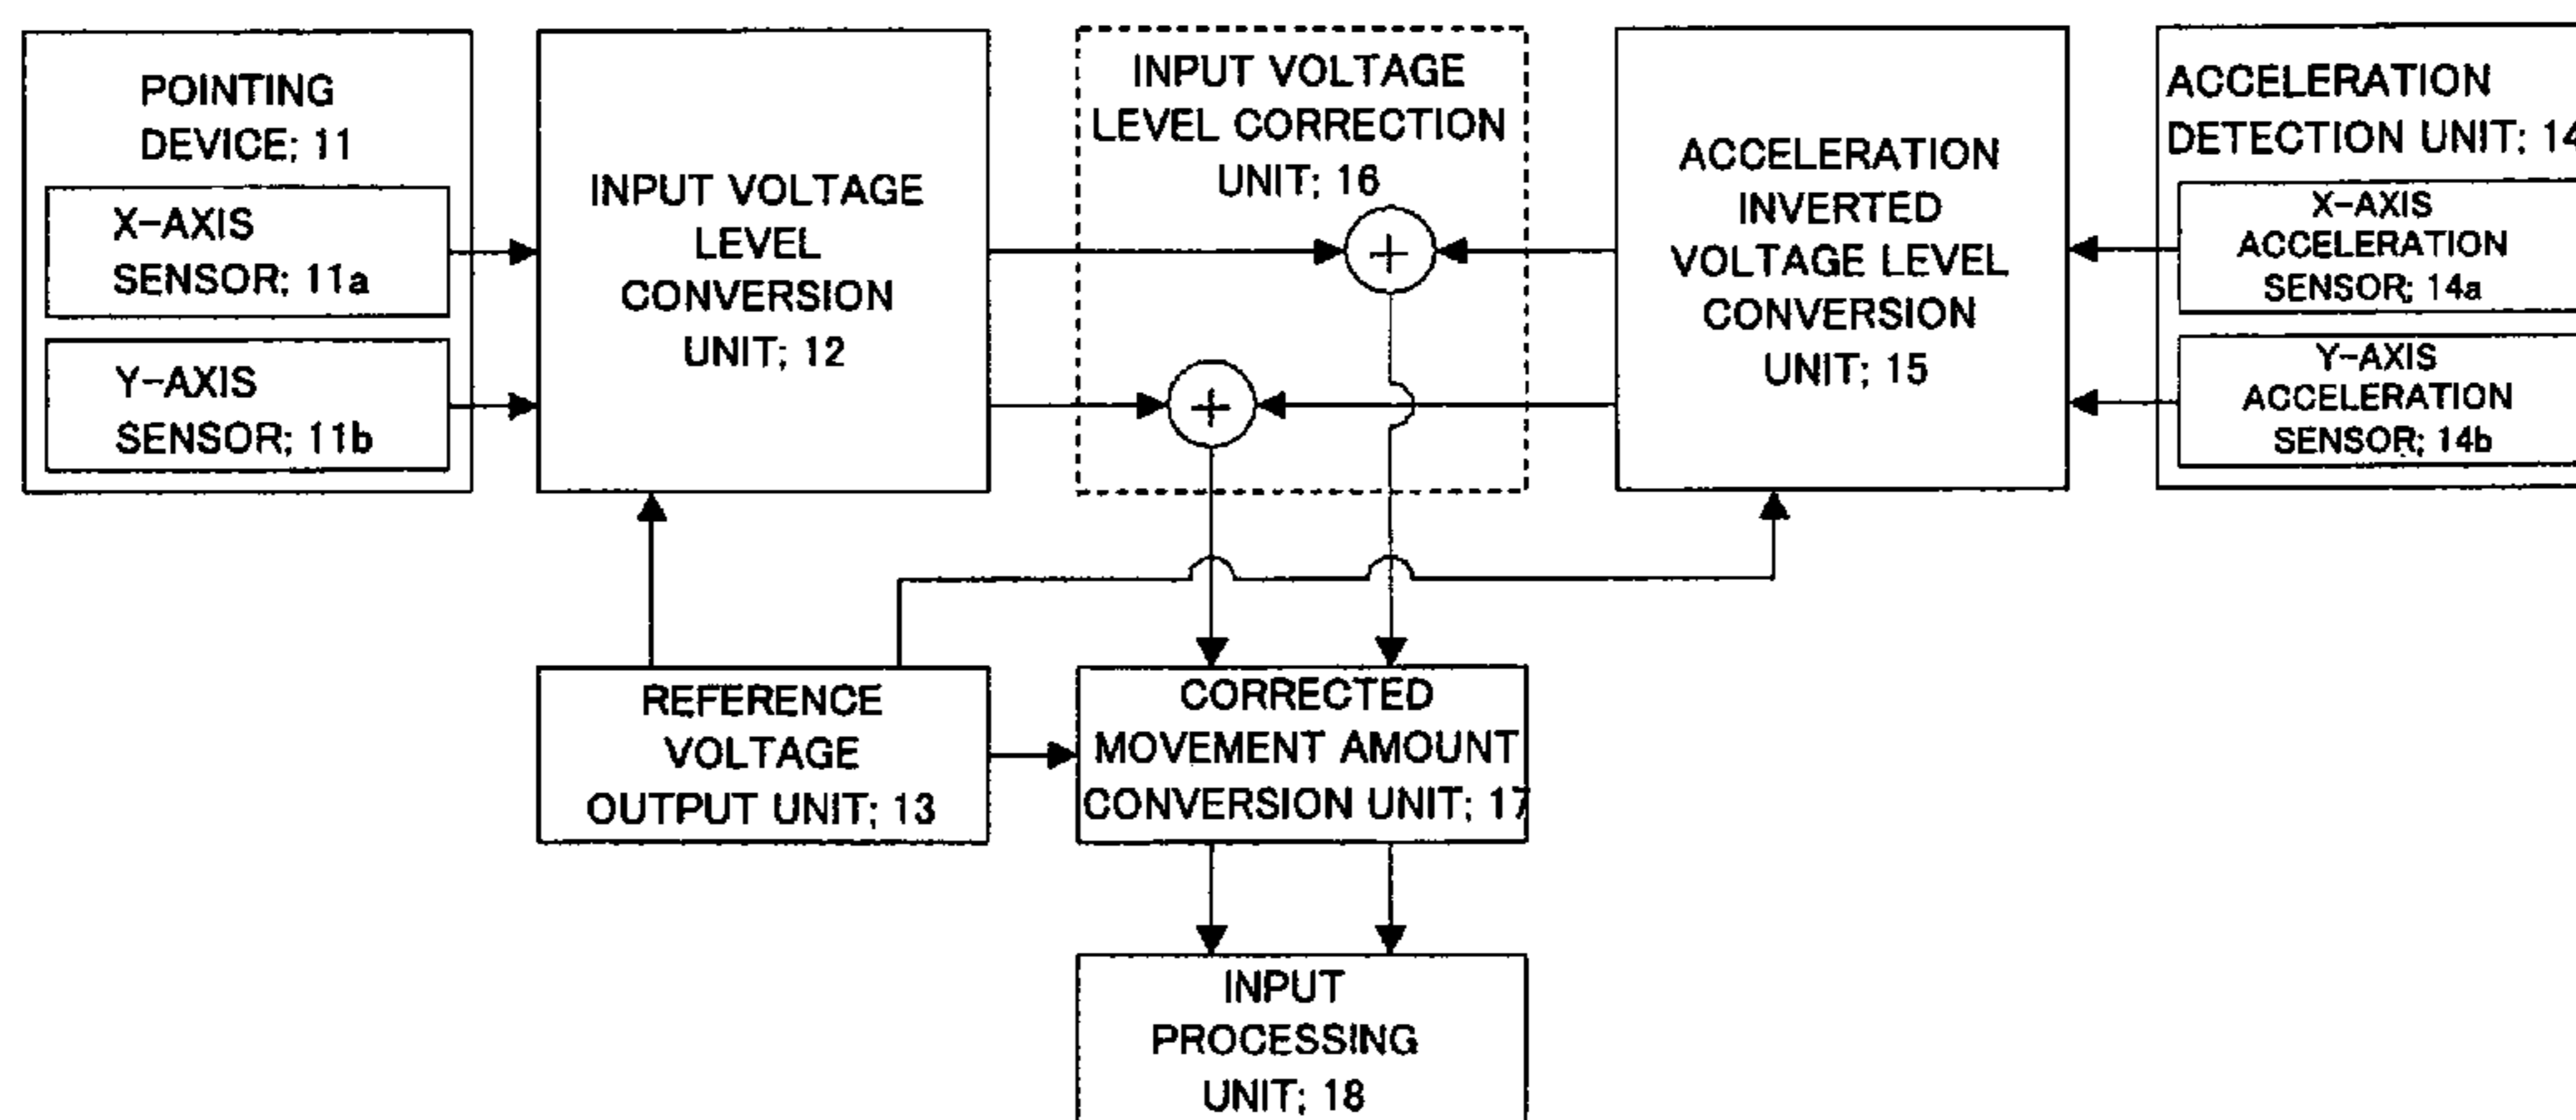 POINTING
DEVICE; 11
X-AXIS
SENSOR; 11a
Y-AXIS
SENSOR; 11b
INPUT VOLTAGE
LEVEL
CONVERSION
UNIT; 12
INPUT VOLTAGE
LEVEL CORRECTION
UNIT; 16
+
+
ACCELERATION
INVERTED
VOLTAGE LEVEL
CONVERSION
UNIT; 15
ACCELERATION
DETECTION UNIT; 14
X-AXIS
ACCELERATION
SENSOR; 14a
Y-AXIS
ACCELERATION
SENSOR; 14b
REFERENCE
VOLTAGE
OUTPUT UNIT; 13
CORRECTED
MOVEMENT AMOUNT
CONVERSION UNIT; 17
INPUT
PROCESSING
UNIT; 18